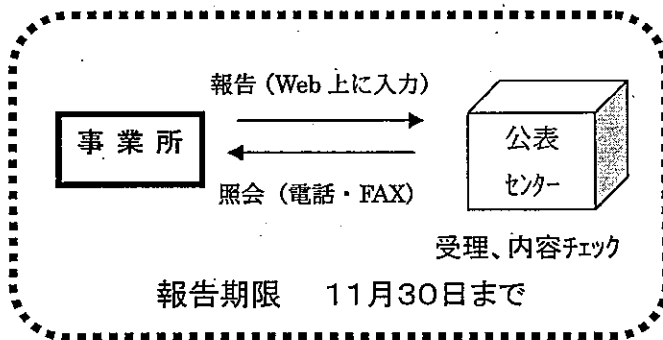 報告（Web 上に入力）
事 業 所
公表
センター
照会（電話・FAX）
受理、内容チェック
報告期限　11月30日まで